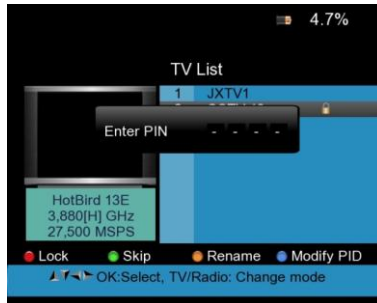 4.7%
TV List
1 JXTV1
Enter PIN - - - -
HotBird 13E
3,880[H] GHz
27,500 MSPS
Lock Skip Rename Modify PID
OK:Select, TV/Radio: Change mode